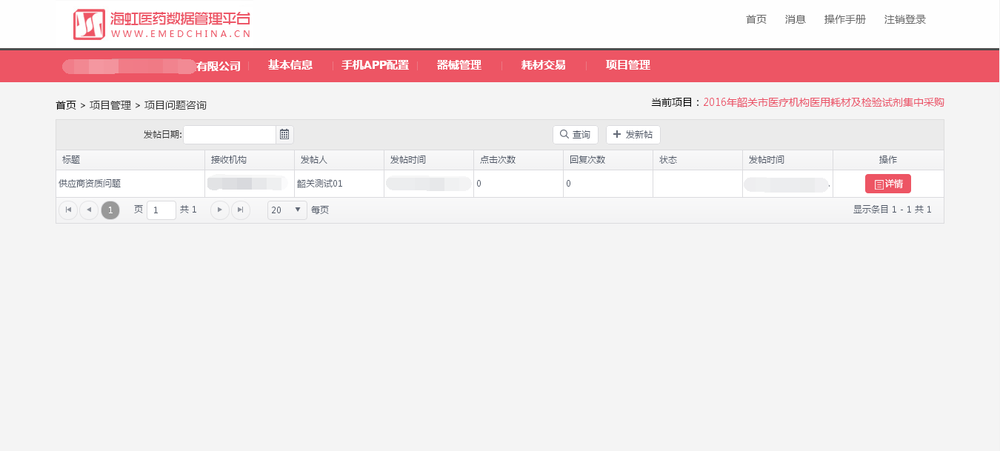 海虹医药数据管理平台
WWW.EMEDCHINA.CN
首页 消息 操作手册 注销登录
有限公司 基本信息 手机APP配置 器械管理 耗材交易 项目管理
首页 > 项目管理 > 项目问题咨询
当前项目：2016年韶关市医疗机构医用耗材及检验试剂集中采购
发帖日期: 查询 发新帖
标题 接收机构 发帖人 发帖时间 点击次数 回复次数 状态 发帖时间 操作
供应商资质问题 韶关测试01 0 0 详情
1 页 1 共 1 20 每页 显示条目 1 - 1 共 1